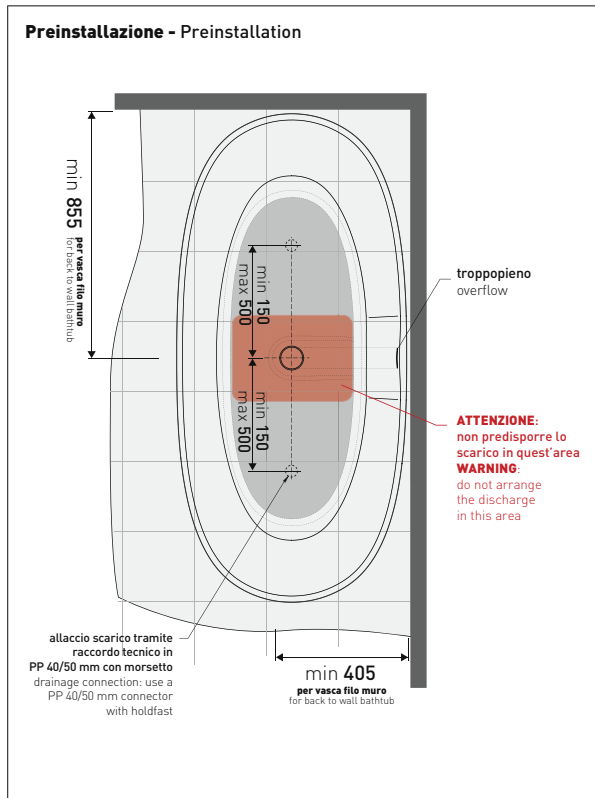 Preinstallazione - Preinstallation
min 855
per vasca filo muro
for back to wall bathtub
min 150
max 500
troppopieno
overflow
min 150
max 500
ATTENZIONE:
non predisporre lo
scarico in quest'area
WARNING:
do not arrange
the discharge
in this area
allaccio scarico tramite
raccordo tecnico in
PP 40/50 mm con morsetto
drainage connection: use a
PP 40/50 mm connector
with holdfast
min 405
per vasca filo muro
for back to wall bathtub